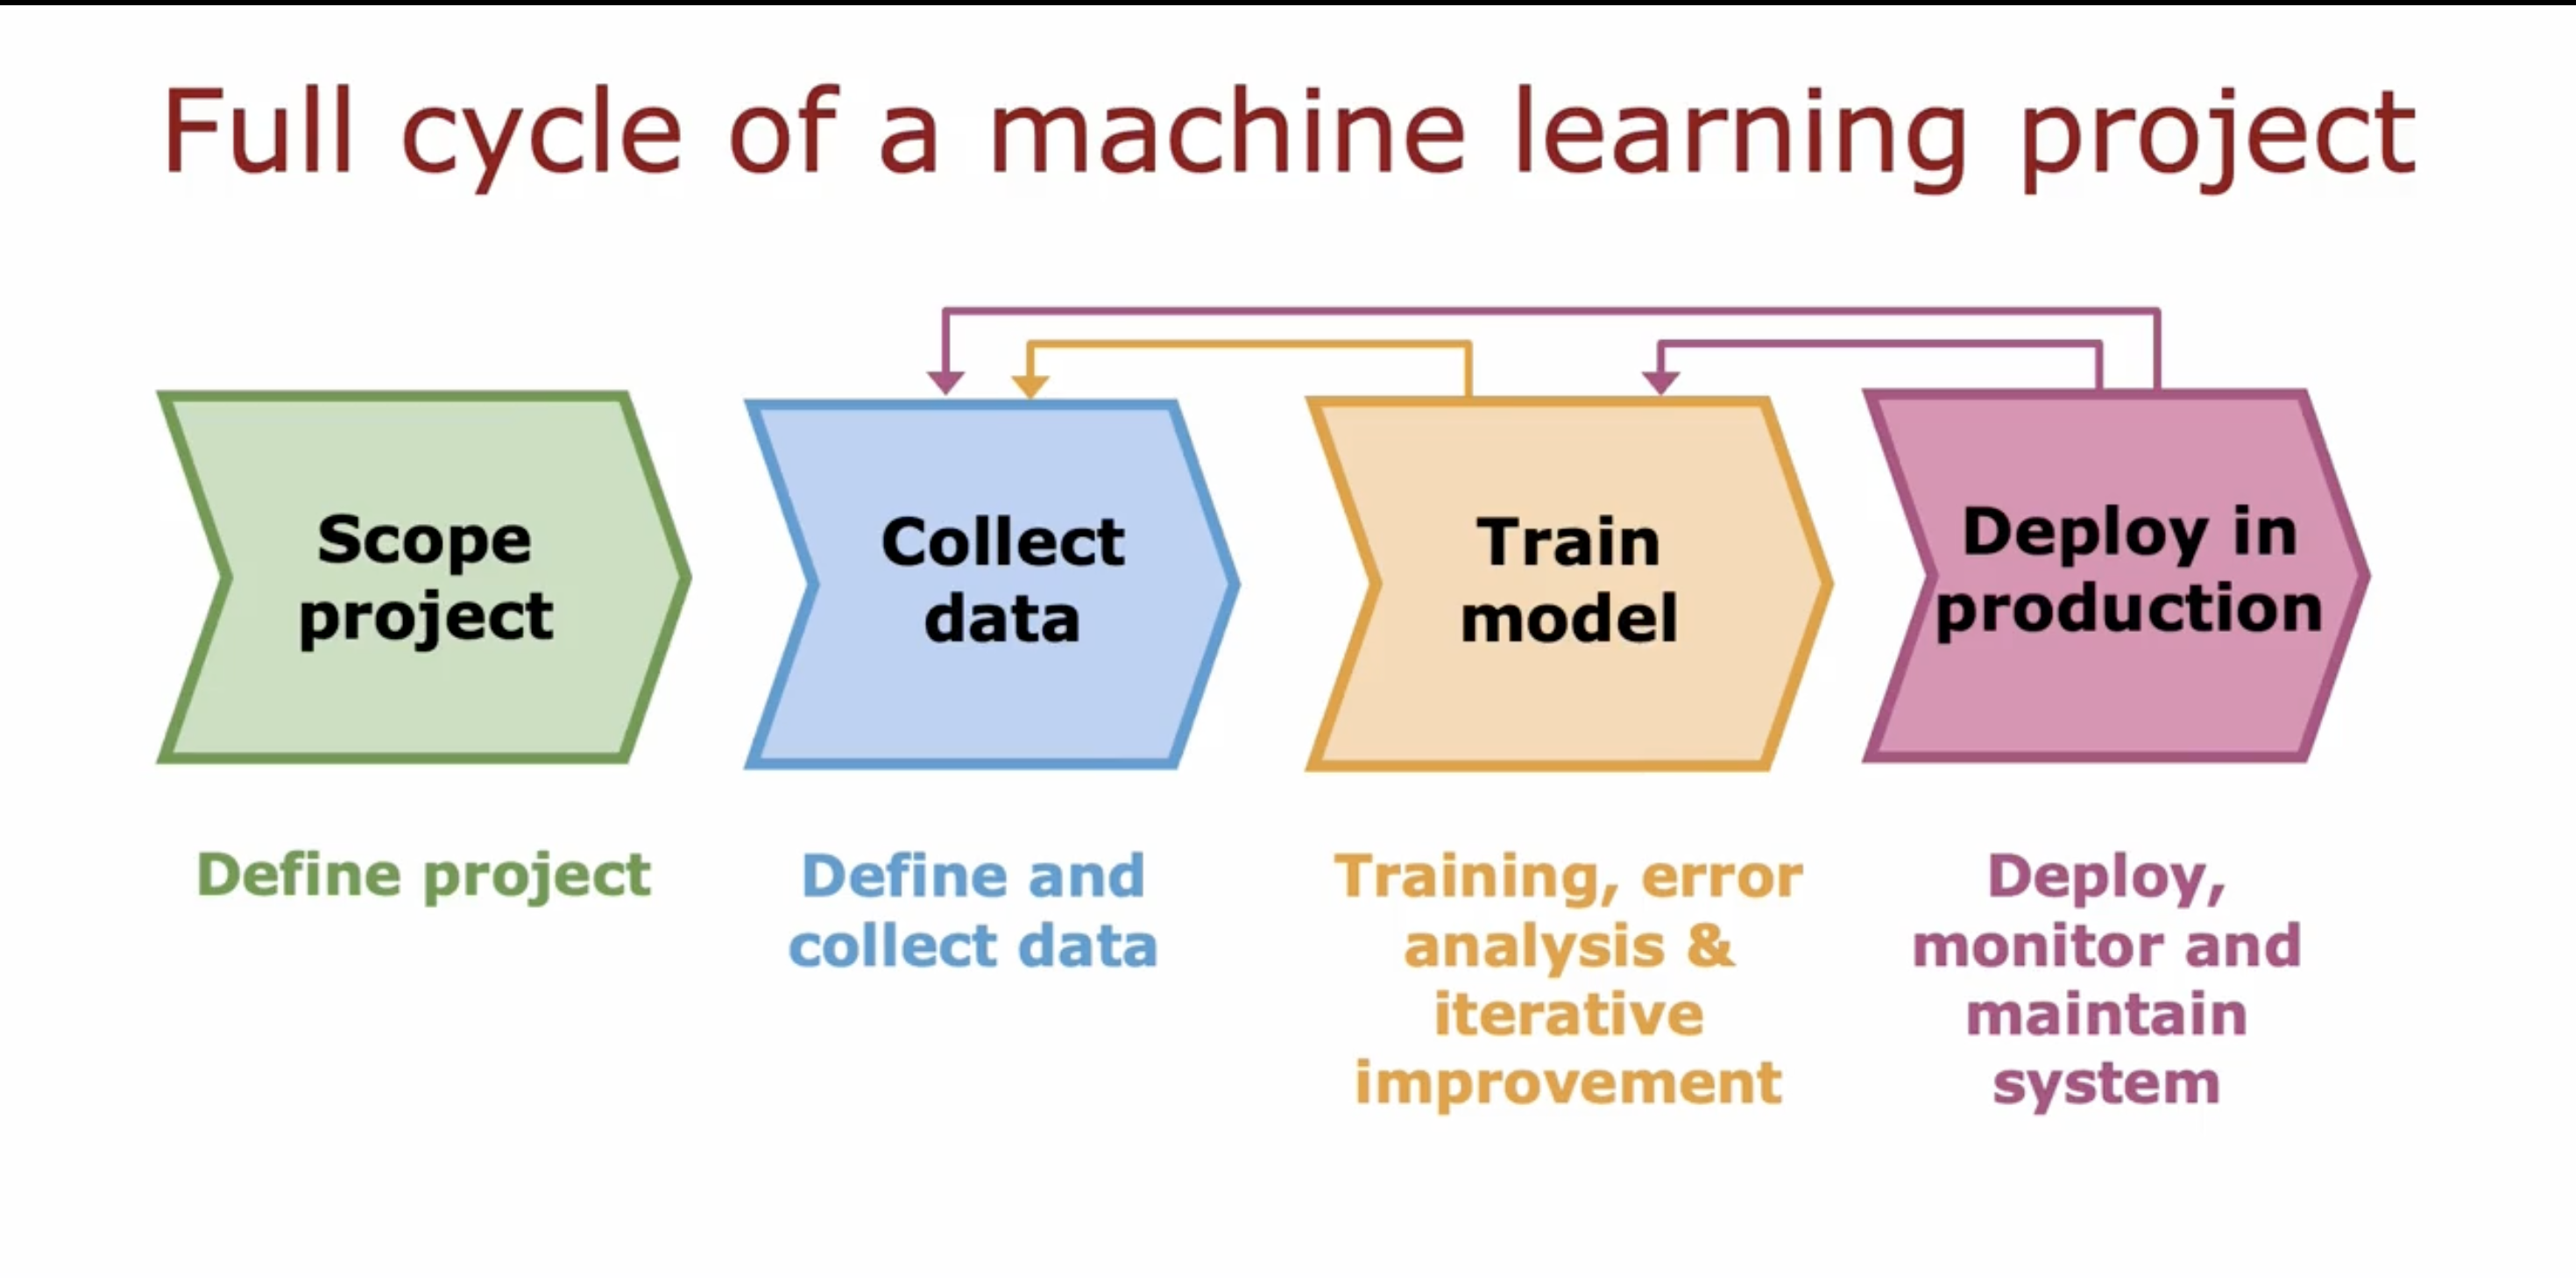 Full cycle of a machine learning project
Scope
project
Collect
data
Train
model
Deploy in
production
Define project
Define and
collect data
Training, error
analysis &
iterative
improvement
Deploy,
monitor and
maintain
system